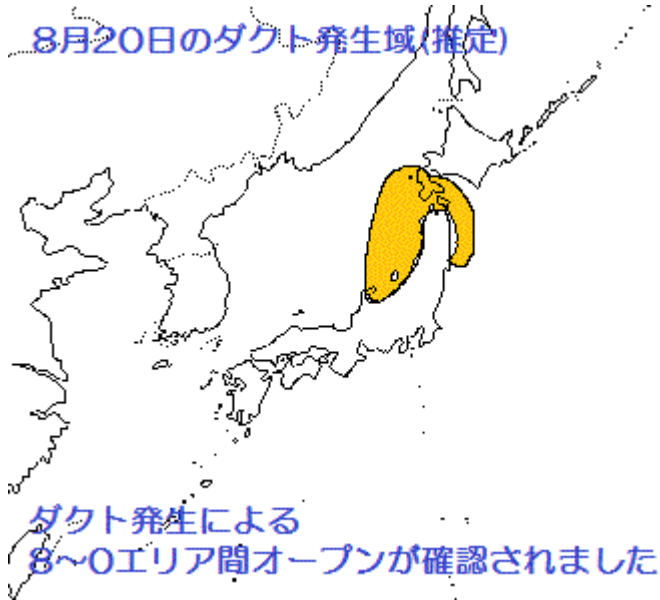 8月20日のダクト発生域(推定)
ダクト発生による
8～0エリア間オープンが確認されました